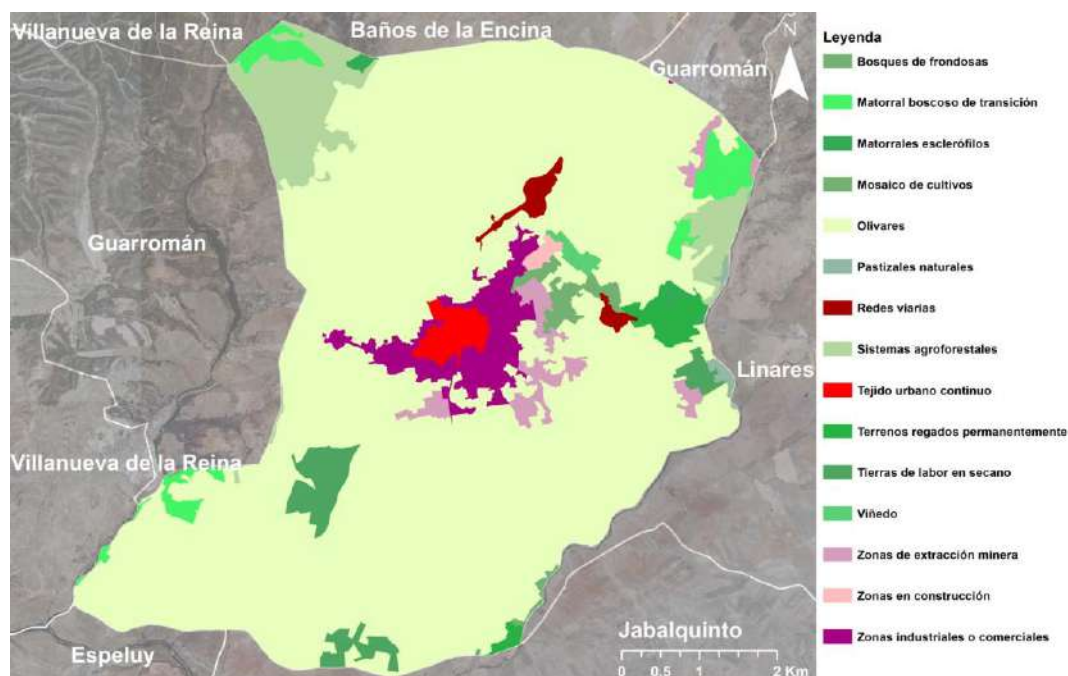 Villanueva de la Reina
Baños de la Encina
Guarromán
N
Guarromán
Linares
Villanueva de la Reina
Jabalquinto
Espeluy
0 0.5 1 2 Km
Leyenda
Bosques de frondosas
Matorral boscoso de transición
Matorrales esclerófilos
Mosaico de cultivos
Olivares
Pastizales naturales
Redes viarias
Sistemas agroforestales
Tejido urbano continuo
Terrenos regados permanentemente
Tierras de labor en secano
Viñedo
Zonas de extracción minera
Zonas en construcción
Zonas industriales o comerciales